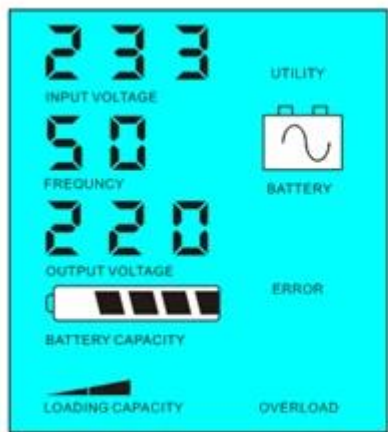 233
INPUT VOLTAGE
UTILITY
50
FREOUNCY
BATTERY
220
OUTPUT VOLTAGE
ERROR
BATTERY CAPACITY
LOADING CAPACITY
OVERLOAD